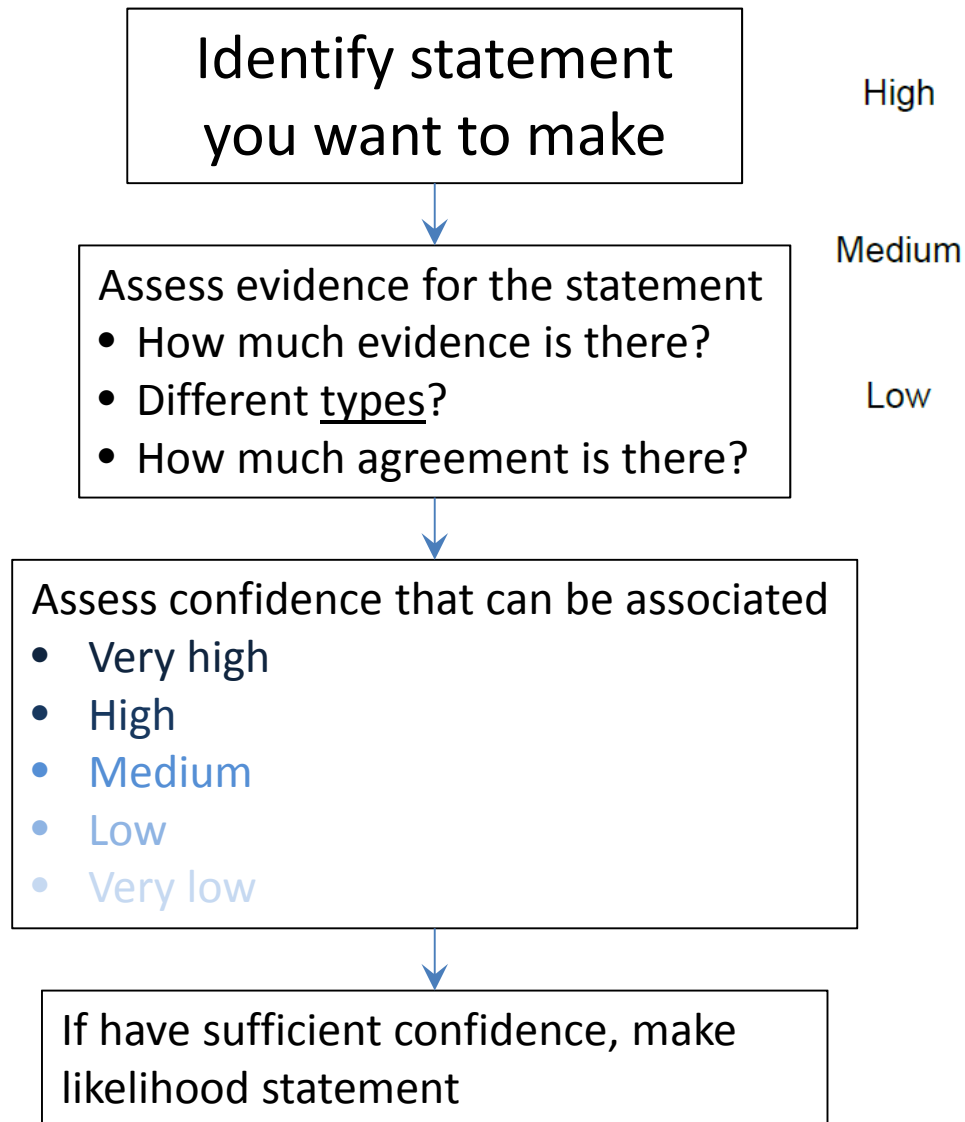 Identify statement
you want to make
High
Medium
Low
Assess evidence for the statement
• How much evidence is there?
• Different types?
• How much agreement is there?
Assess confidence that can be associated
• Very high
• High
• Medium
• Low
• Very low
If have sufficient confidence, make
likelihood statement